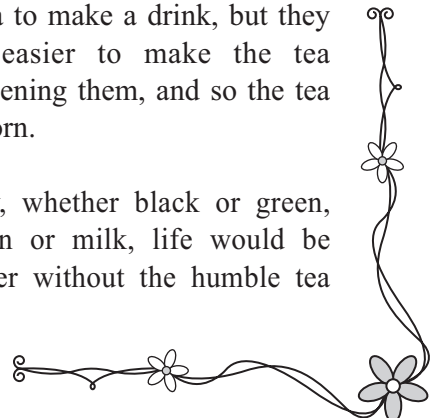 a to make a drink, but they
easier to make the tea
ening them, and so the tea
orn.
, whether black or green,
n or milk, life would be
er without the humble tea